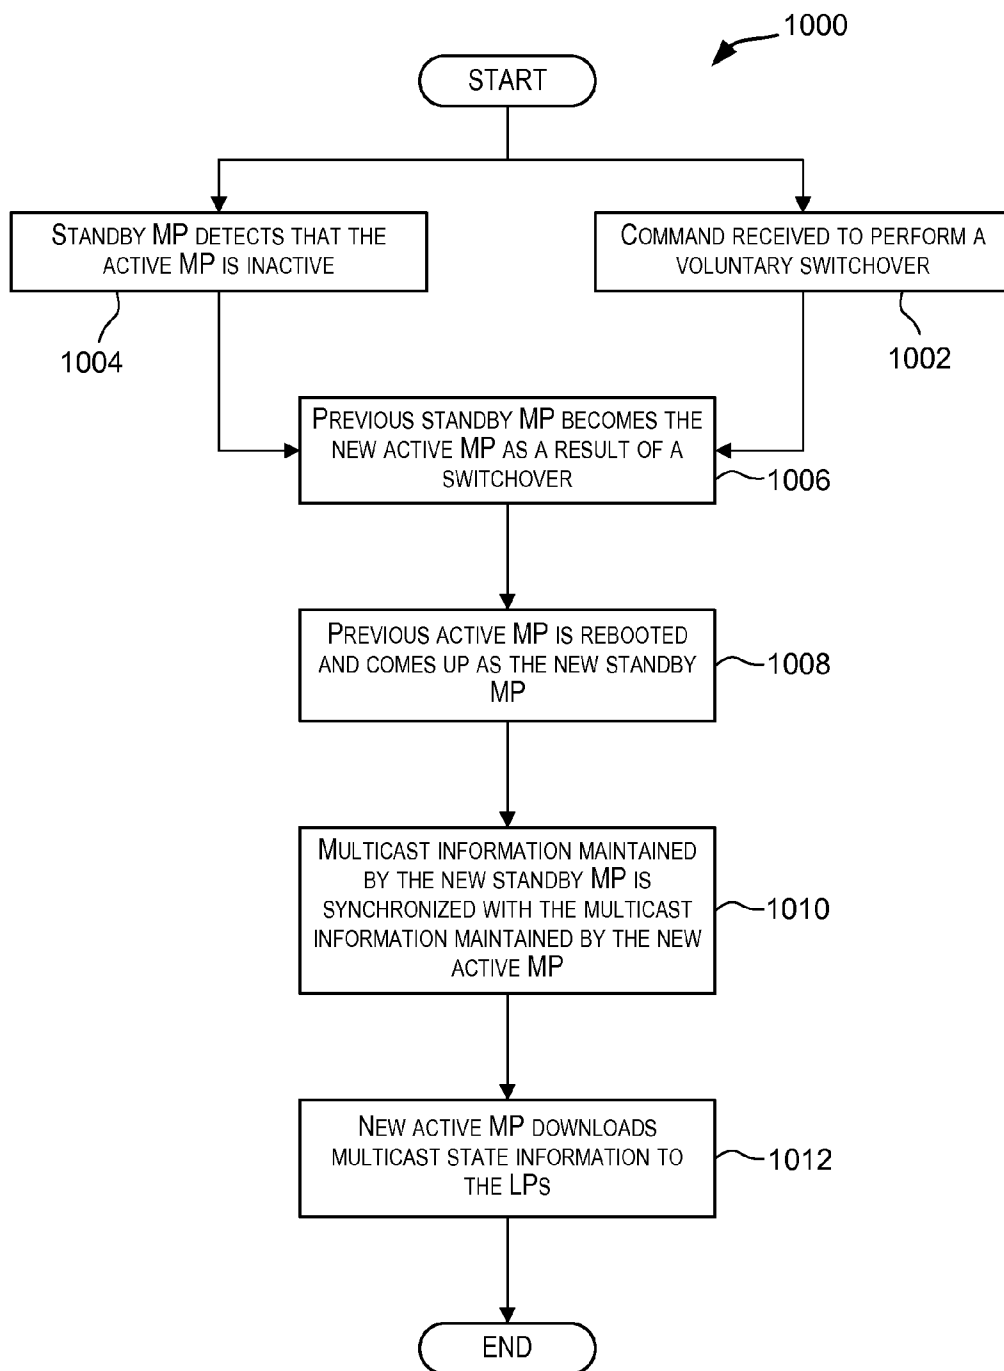 1000
START
STANDBY MP DETECTS THAT THE
ACTIVE MP IS INACTIVE
1004
COMMAND RECEIVED TO PERFORM A
VOLUNTARY SWITCHOVER
1002
PREVIOUS STANDBY MP BECOMES THE
NEW ACTIVE MP AS A RESULT OF A
SWITCHOVER
1006
PREVIOUS ACTIVE MP IS REBOOTED
AND COMES UP AS THE NEW STANDBY
MP
1008
MULTICAST INFORMATION MAINTAINED
BY THE NEW STANDBY MP IS
SYNCHRONIZED WITH THE MULTICAST
INFORMATION MAINTAINED BY THE NEW
ACTIVE MP
1010
NEW ACTIVE MP DOWNLOADS
MULTICAST STATE INFORMATION TO
THE LPS
1012
END